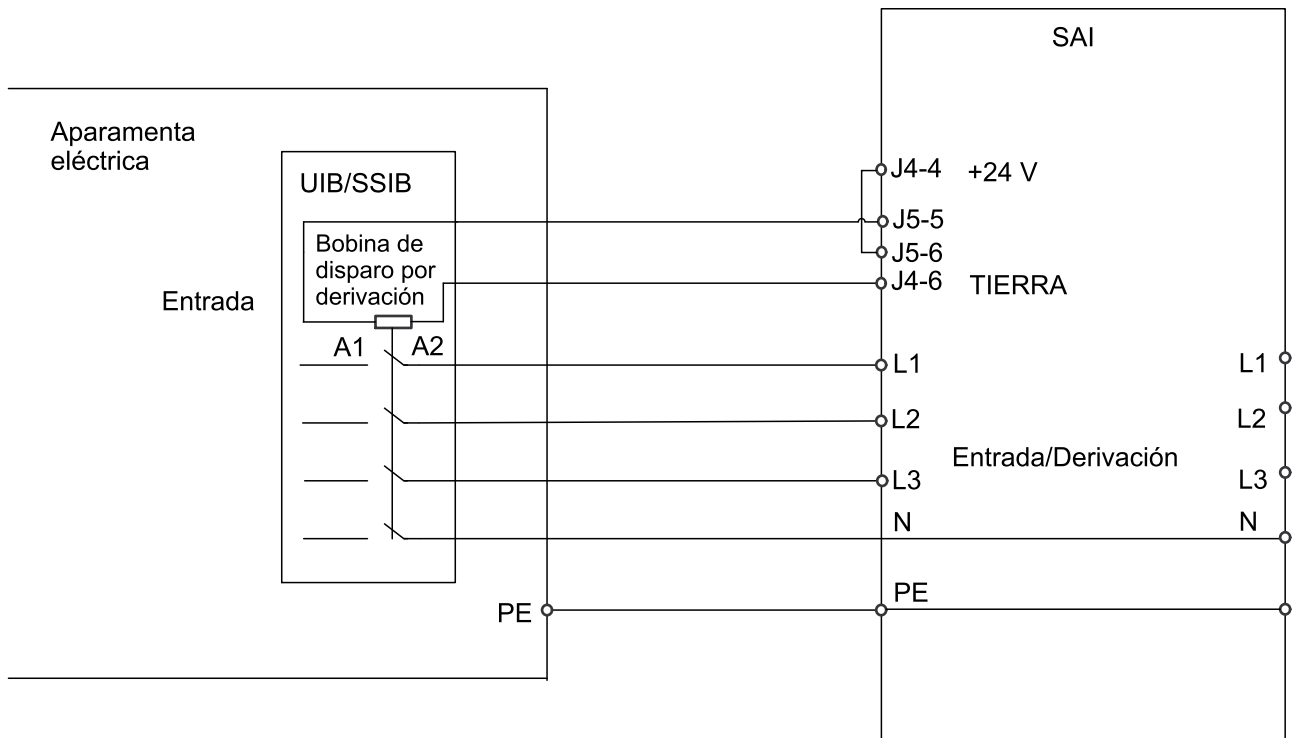 SAI
Aparamenta
eléctrica
UIB/SSIB
J4-4 +24 V
J5-5
Bobina de
disparo por
derivación
J5-6
J4-6 TIERRA
Entrada
A1 A2
L1 L1
L2 L2
Entrada/Derivación
L3 L3
N N
PE PE